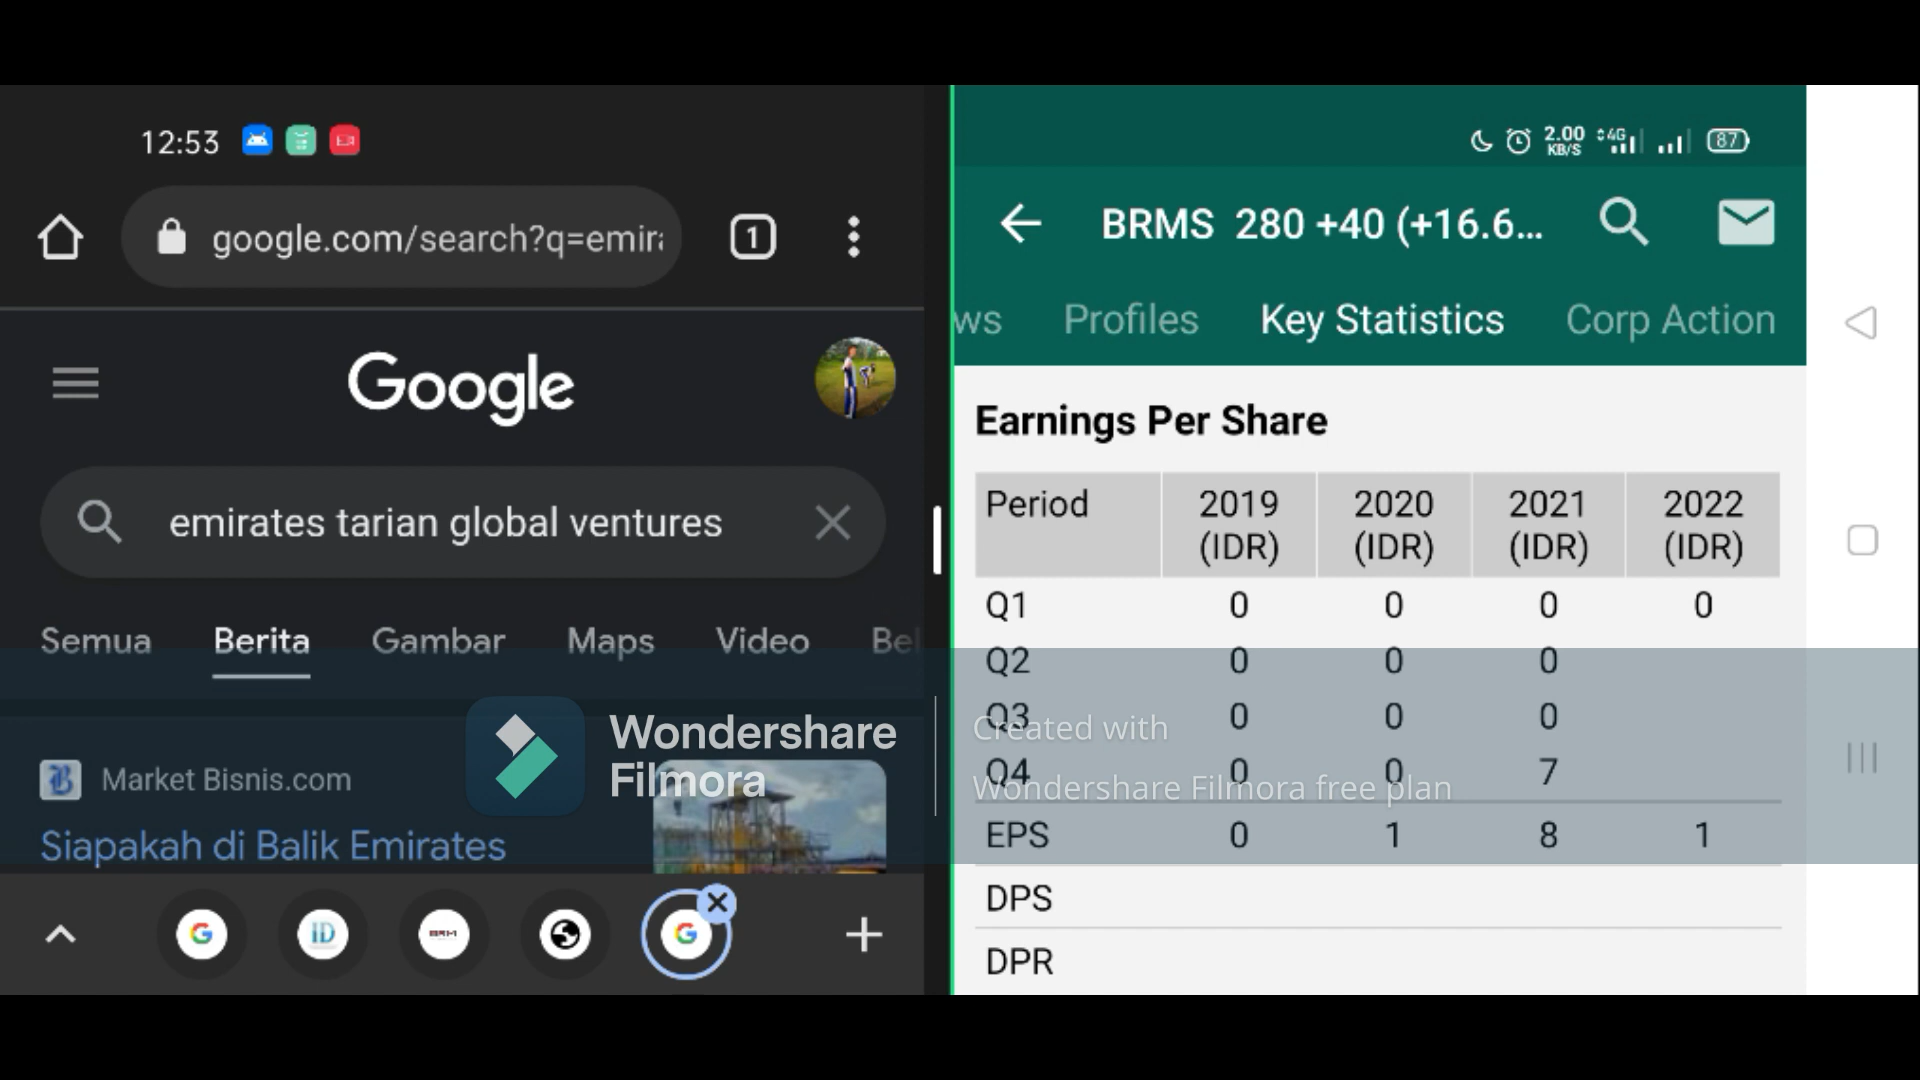 12:53
google.com/search?q=emir
1
Google
emirates tarian global ventures
Semua Berita Gambar Maps Video Bel
Market Bisnis.com
Siapakah di Balik Emirates
Wondershare
Filmora
Created with
Wondershare Filmora free plan
2.00
KB/S
4G
87
BRMS 280 +40 (+16.6...
ws Profiles Key Statistics Corp Action
Earnings Per Share
Period 2019 (IDR) 2020 (IDR) 2021 (IDR) 2022 (IDR)
Q1 0 0 0 0
Q2 0 0 0
Q3 0 0 0
Q4 0 0 7
EPS 0 1 8 1
DPS
DPR